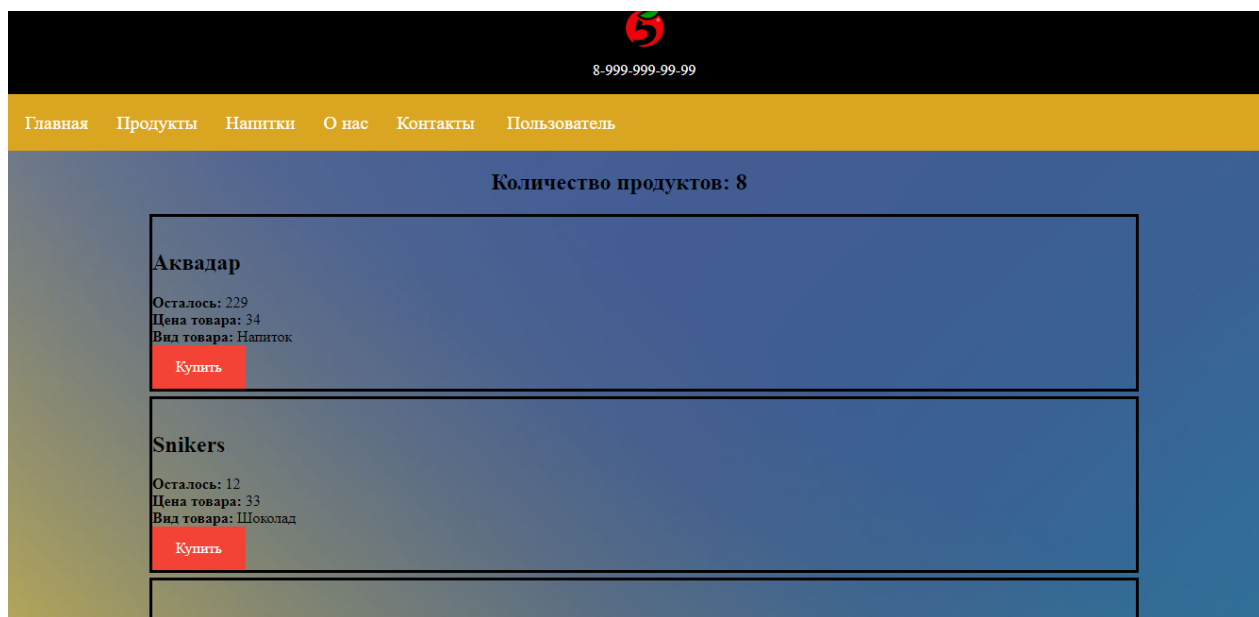 5
8-999-999-99-99
Главная Продукты Напитки О нас Контакты Пользователь
Количество продуктов: 8
Аквадар
Осталось: 229
Цена товара: 34
Вид товара: Напиток
Купить
Snikers
Осталось: 12
Цена товара: 33
Вид товара: Шоколад
Купить